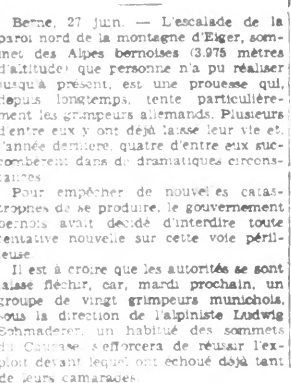 Berne, 27 juin. — L'escalade de la
paroi nord de la montagne d'Eiger, som-
met des Alpes bernoises (3.975 mètres
d'altitude) que personne n'a pu réaliser
jusqu'à présent, est une prouesse qui,
depuis longtemps, tente particulière-
ment les grimpeurs allemands. Plusieurs
d'entre eux y ont déjà laissé leur vie et,
l'année dernière, quatre d'entre eux suc-
combèrent dans de dramatiques circons-
tances.
Pour empêcher de nouvelles catas-
trophes de se produire, le gouvernement
bernois avait décidé d'interdire toute
tentative nouvelle sur cette voie péril-
leuse.
Il est à croire que les autorités se sont
laissé fléchir, car, mardi prochain, un
groupe de vingt grimpeurs munichois,
sous la direction de l'alpiniste Ludwig
Schmaderer, un habitué des sommets
du Caucase, s'efforcera de réussir l'ex-
ploit devant lequel ont échoué déjà tant
de leurs camarades.